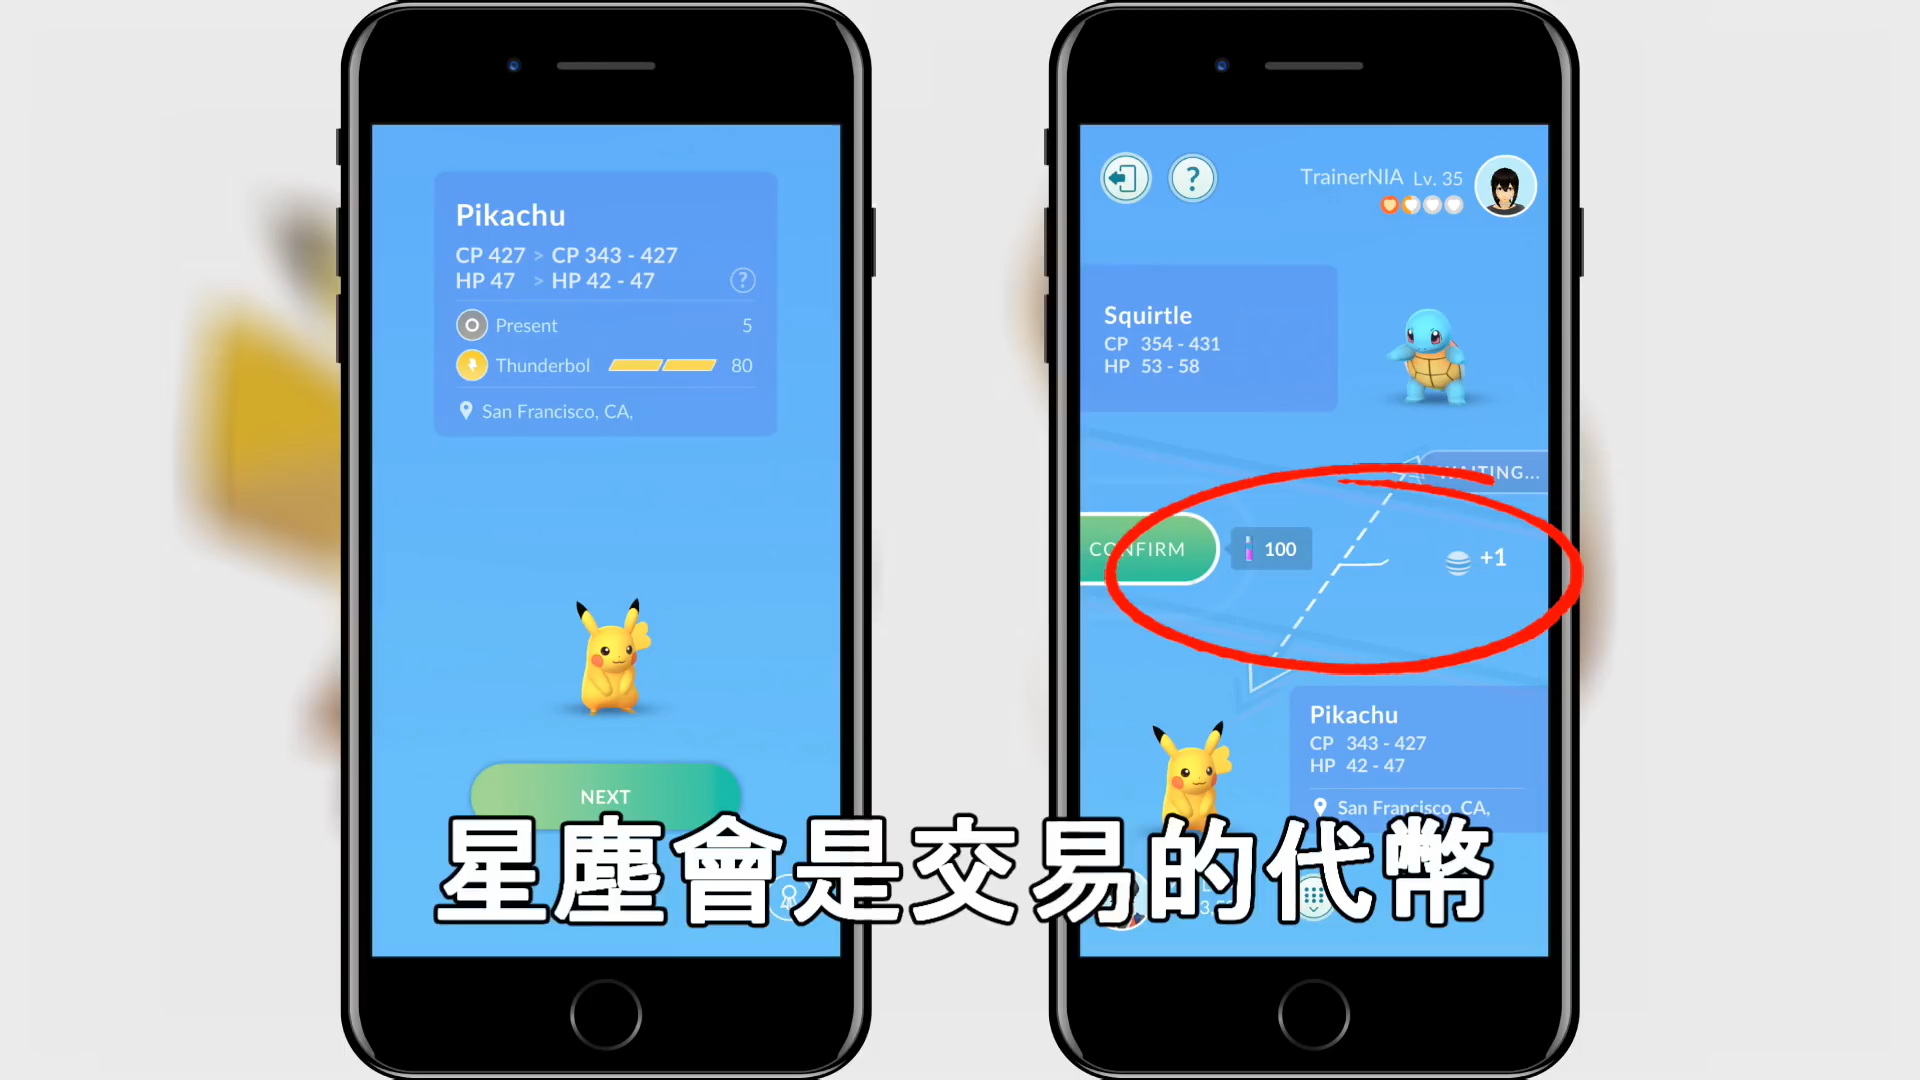 Pikachu
CP 427 > CP 343 - 427
HP 47 > HP 42 - 47
?
Present 5
Thunderbol 80
San Francisco, CA,
NEXT
?
TrainerNIA Lv. 35
Squirtle
CP 354 - 431
HP 53 - 58
WAITING...
CONFIRM
100
+1
Pikachu
CP 343 - 427
HP 42 - 47
San Francisco, CA,
星塵會是交易的代幣